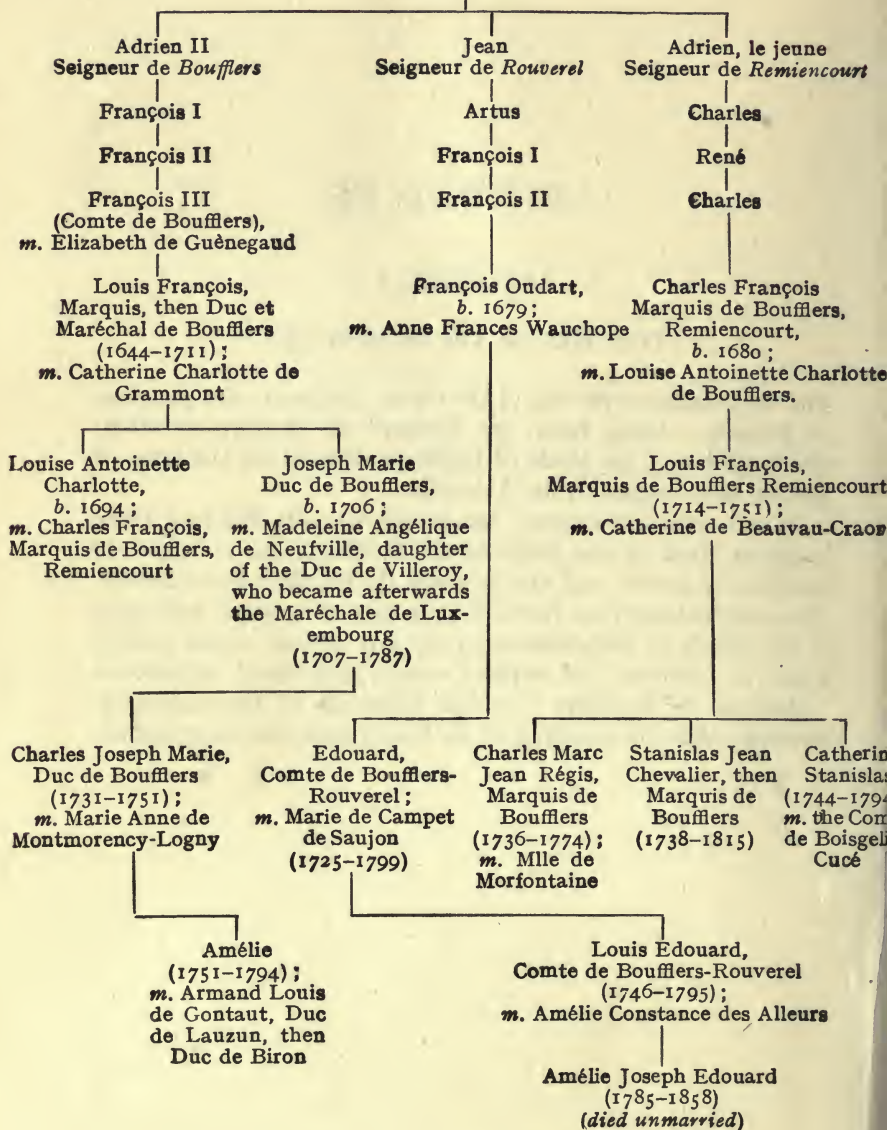 Adrien II
Seigneur de Boufflers
François I
François II
François III
(Comte de Boufflers),
m. Elizabeth de Guènegaud
Louis François,
Marquis, then Duc et
Maréchal de Boufflers
(1644–1711);
m. Catherine Charlotte de
Grammont
Jean
Seigneur de Rouverel
Artus
François I
François II
François Oudart,
b. 1679;
m. Anne Frances Wauchope
Adrien, le jeune
Seigneur de Remiencourt
Charles
René
Charles
Charles François
Marquis de Boufflers,
Remiencourt,
b. 1680;
m. Louise Antoinette Charlotte
de Boufflers.
Louise Antoinette
Charlotte,
b. 1694;
m. Charles François,
Marquis de Boufflers,
Remiencourt
Joseph Marie
Duc de Boufflers,
b. 1706;
m. Madeleine Angélique
de Neufville, daughter
of the Duc de Villeroy,
who became afterwards
the Maréchale de Lux-
embourg
(1707–1787)
Louis François,
Marquis de Boufflers Remiencourt
(1714–1751);
m. Catherine de Beauvau-Craon
Charles Joseph Marie,
Duc de Boufflers
(1731–1751);
m. Marie Anne de
Montmorency-Logny
Edouard,
Comte de Boufflers-
Rouverel;
m. Marie de Campet
de Saujon
(1725–1799)
Charles Marc
Jean Régis,
Marquis de
Boufflers
(1736–1774);
m. Mlle de
Morfontaine
Stanislas Jean
Chevalier, then
Marquis de
Boufflers
(1738–1815)
Catherin
Stanislas
(1744–1794
m. the Com
de Boisgeli
Cucé
Amélie
(1751–1794);
m. Armand Louis
de Gontaut, Duc
de Lauzun, then
Duc de Biron
Louis Edouard,
Comte de Boufflers-Rouverel
(1746–1795);
m. Amélie Constance des Alleurs
Amélie Joseph Edouard
(1785–1858)
(died unmarried)